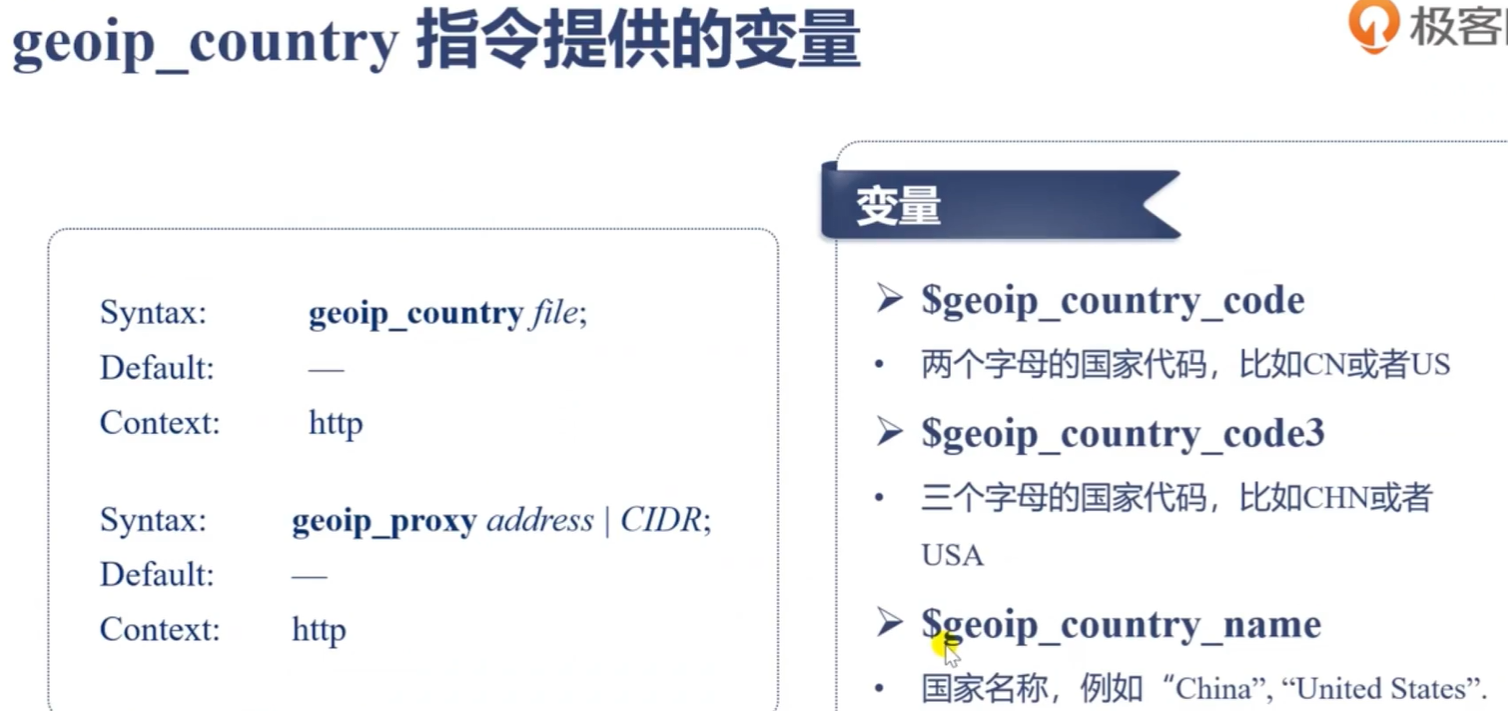 geoip_country 指令提供的变量
极客
Syntax: geoip_country file;
Default: —
Context: http
Syntax: geoip_proxy address | CIDR;
Default: —
Context: http
变量
➢ $geoip_country_code
• 两个字母的国家代码，比如CN或者US
➢ $geoip_country_code3
• 三个字母的国家代码，比如CHN或者
USA
➢ $geoip_country_name
• 国家名称，例如“China”, “United States”.